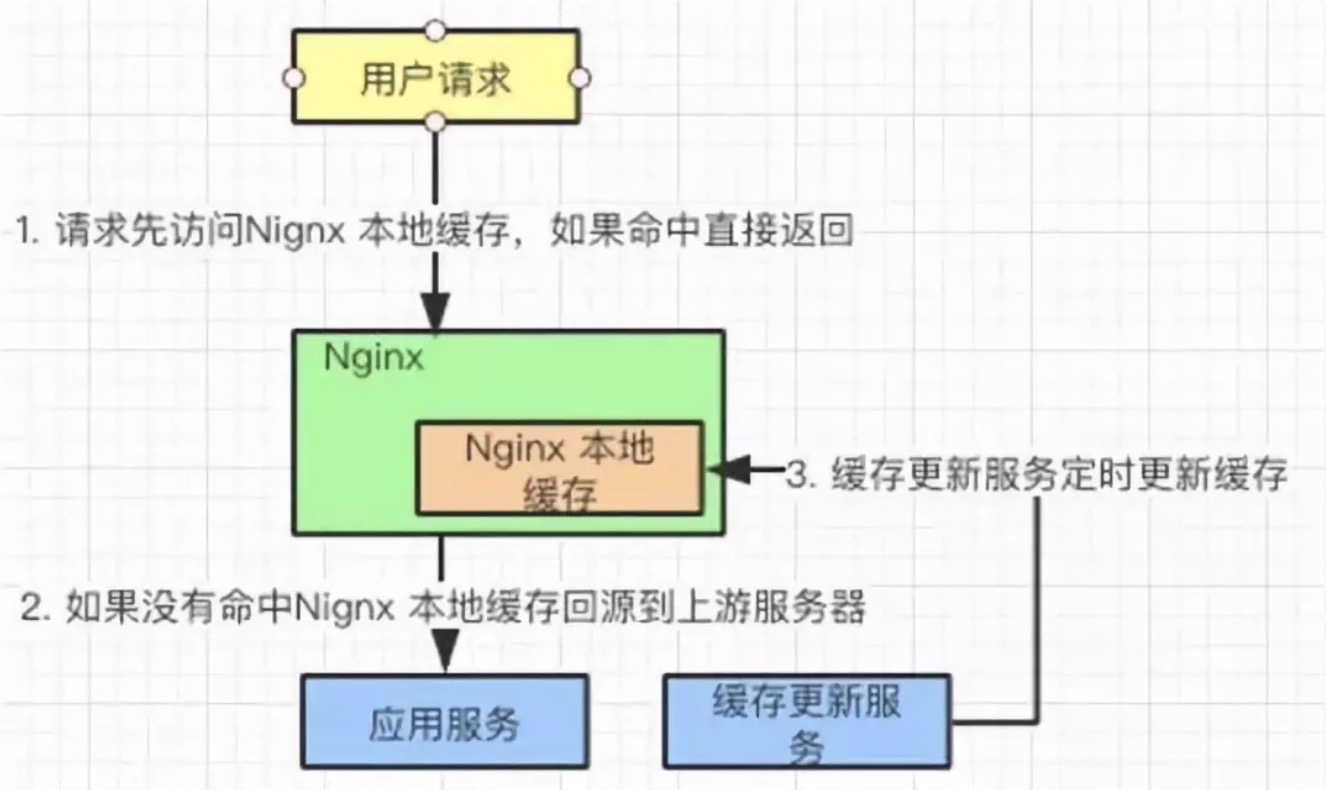 用户请求
1. 请求先访问Nignx 本地缓存，如果命中直接返回
Nginx
Nginx 本地
缓存
3. 缓存更新服务定时更新缓存
2. 如果没有命中Nignx 本地缓存回源到上游服务器
应用服务
缓存更新服
务